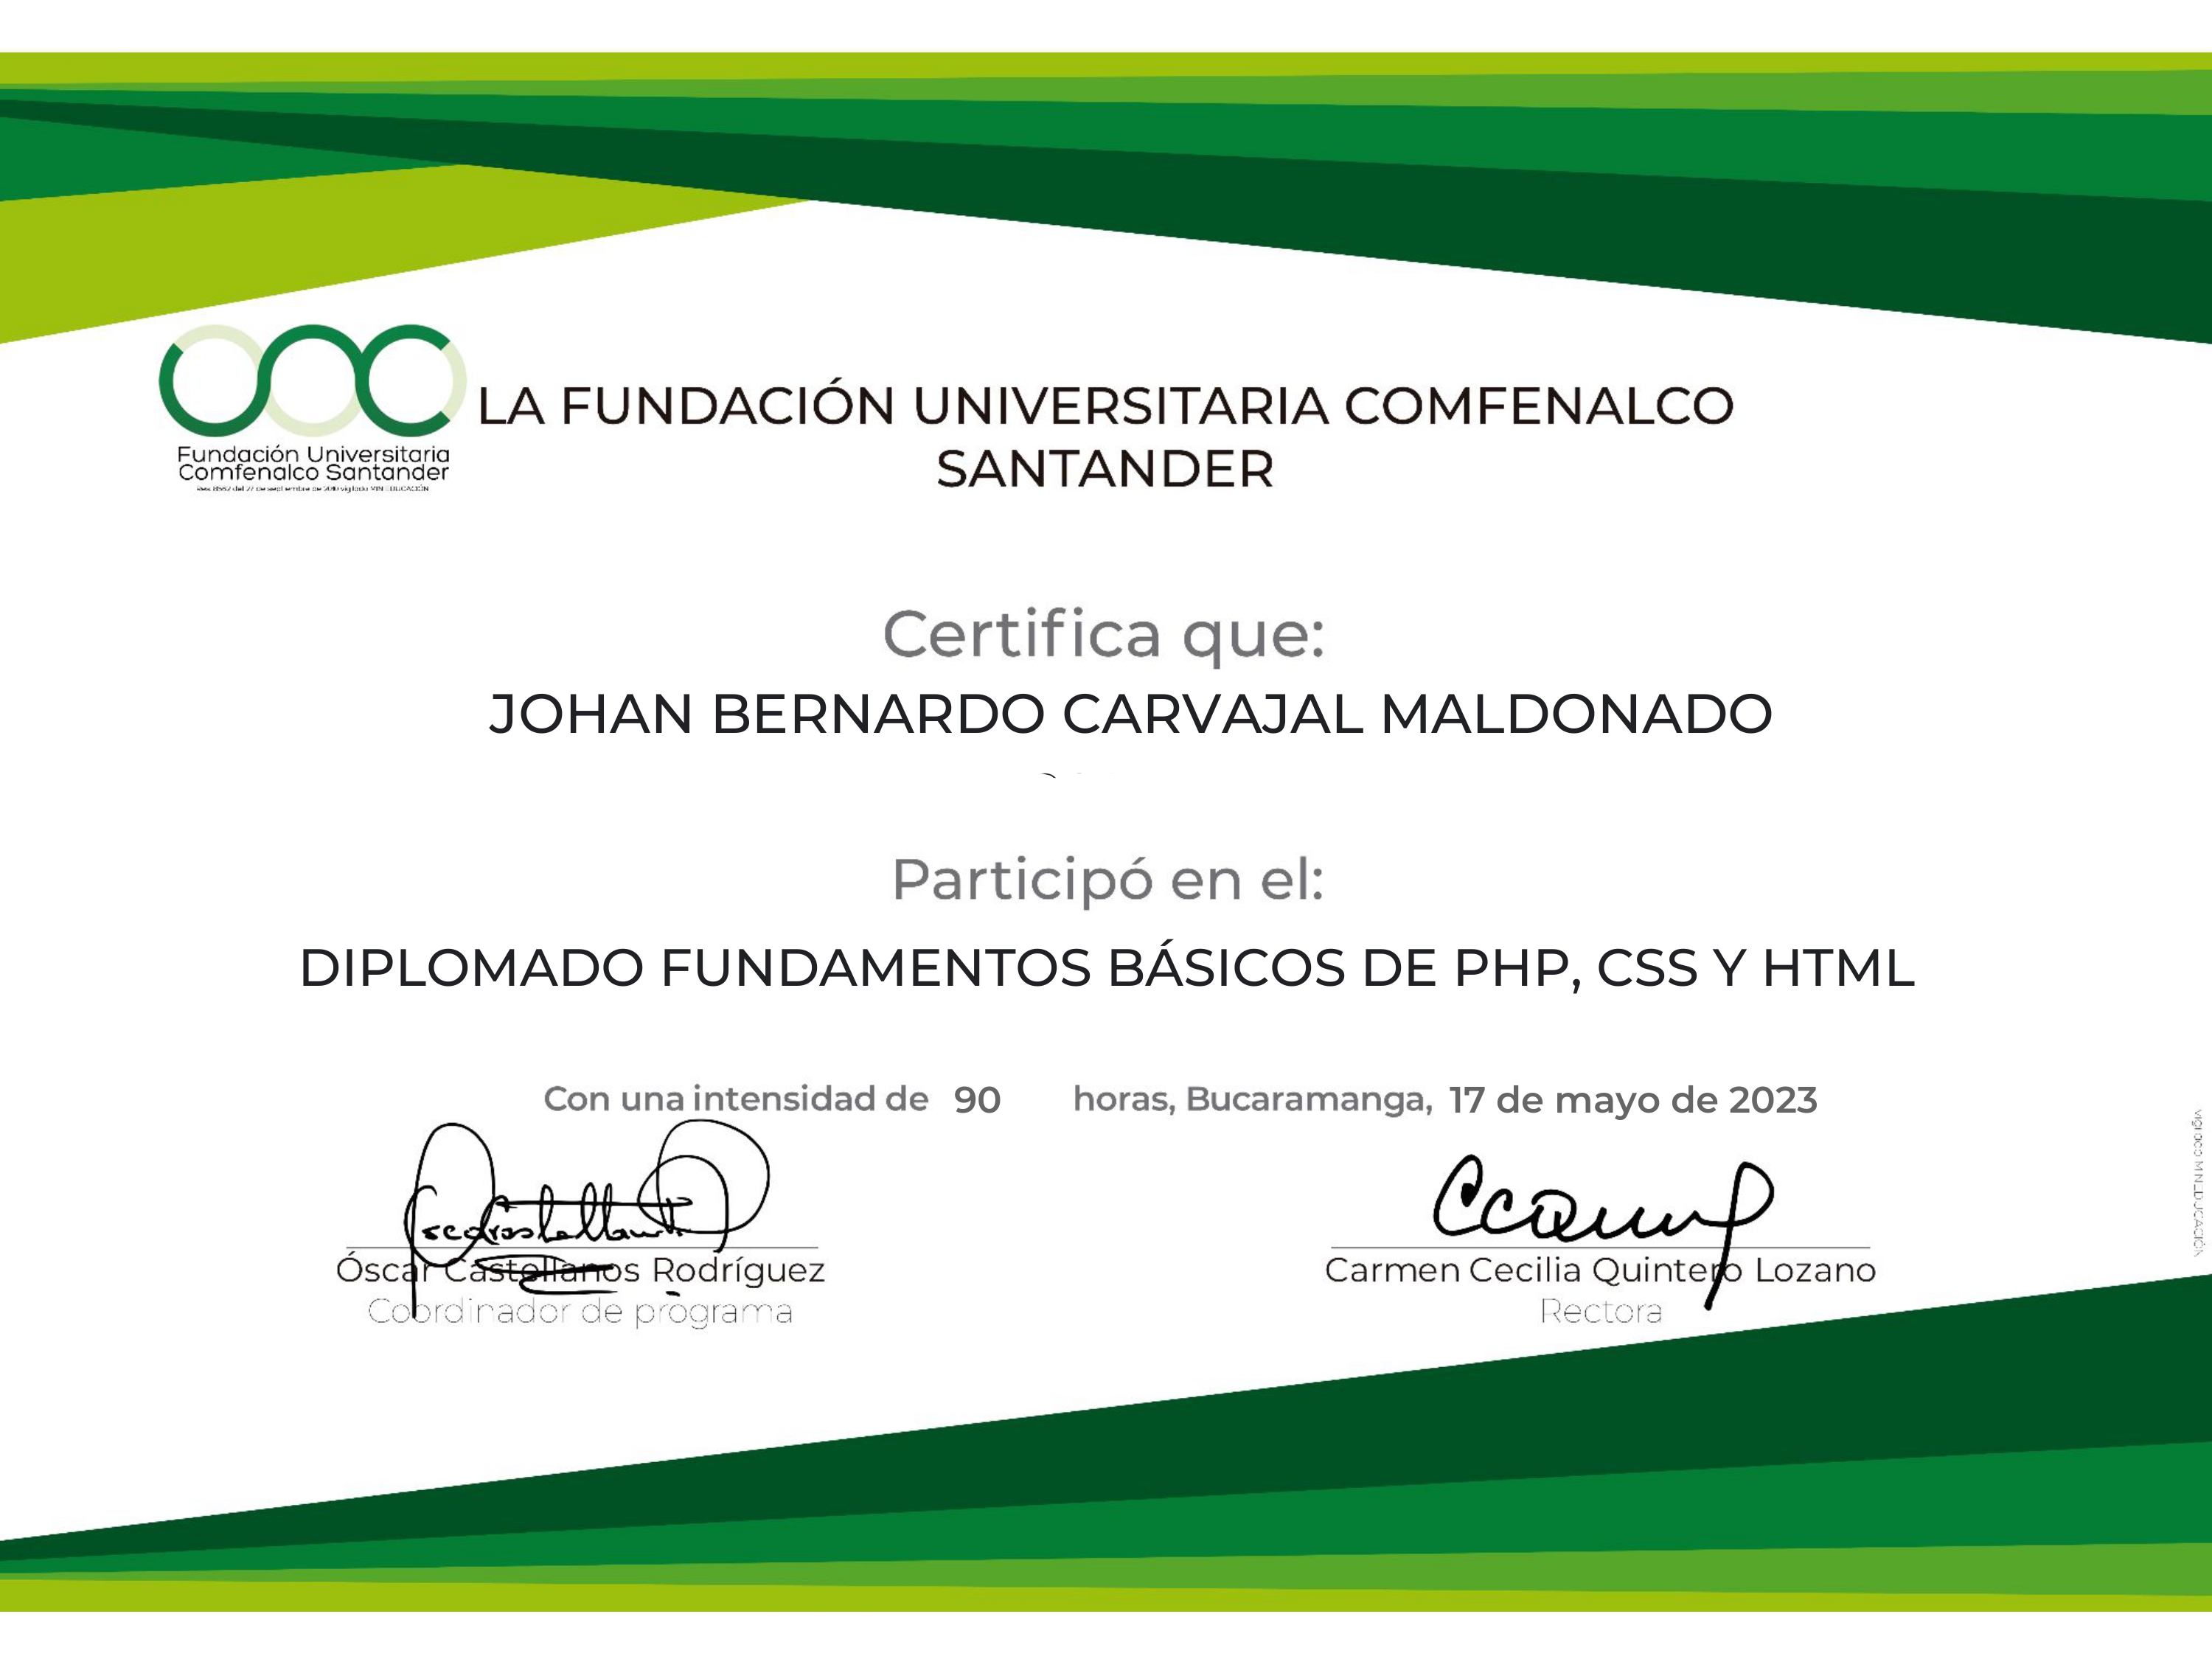 Fundación Universitaria
Comfenalco Santander
LA FUNDACIÓN UNIVERSITARIA COMFENALCO
SANTANDER
Certifica que:
JOHAN BERNARDO CARVAJAL MALDONADO
Participó en el:
DIPLOMADO FUNDAMENTOS BÁSICOS DE PHP, CSS Y HTML
Con una intensidad de 90 horas, Bucaramanga, 17 de mayo de 2023
Óscar Castellanos Rodríguez
Coordinador de programa
Carmen Cecilia Quintero Lozano
Rectora